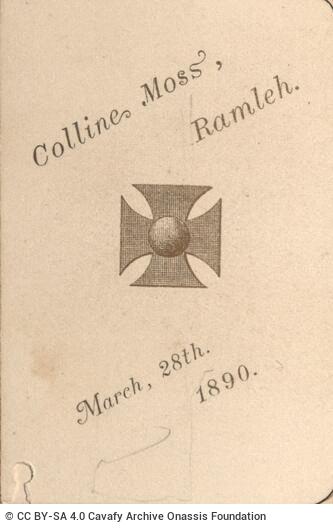 Colline Moss,
Ramleh.
March, 28th.
1890.
© CC BY-SA 4.0 Cavafy Archive Onassis Foundation